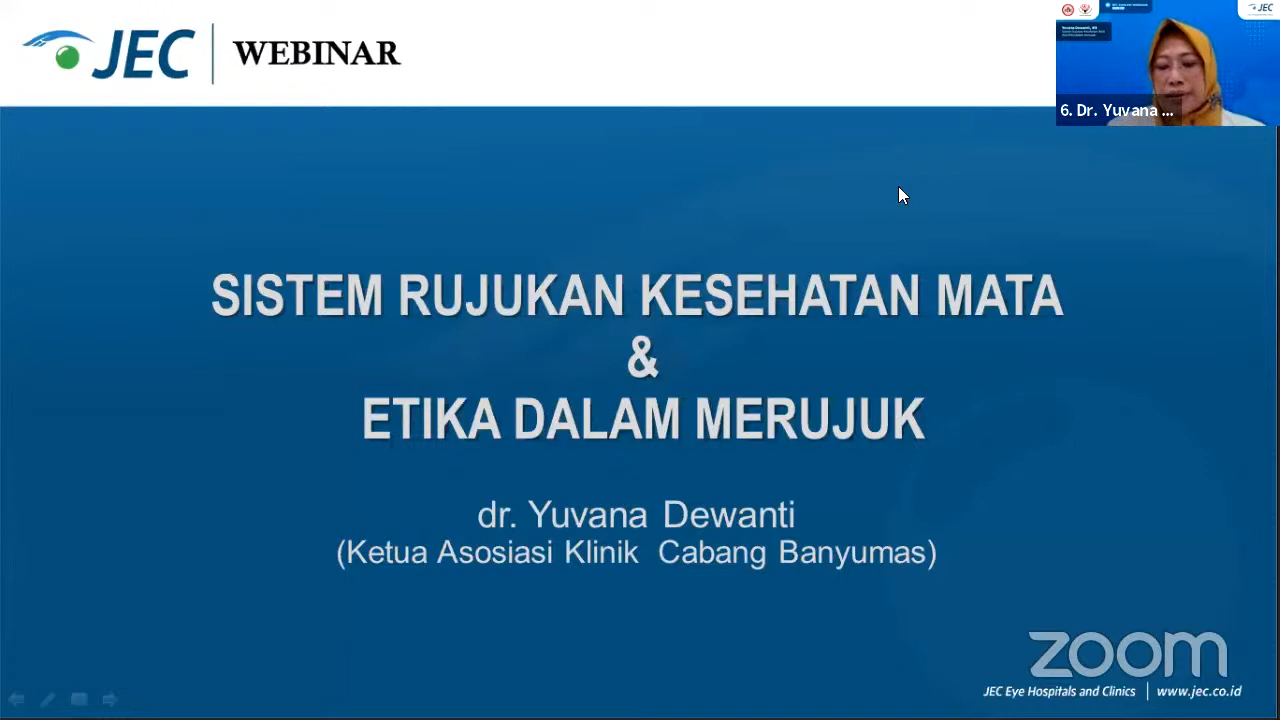 JEC WEBINAR
JEC
6. Dr. Yuvana ...
SISTEM RUJUKAN KESEHATAN MATA
&
ETIKA DALAM MERUJUK
dr. Yuvana Dewanti
(Ketua Asosiasi Klinik Cabang Banyumas)
zoom
JEC Eye Hospitals and Clinics | www.jec.co.id